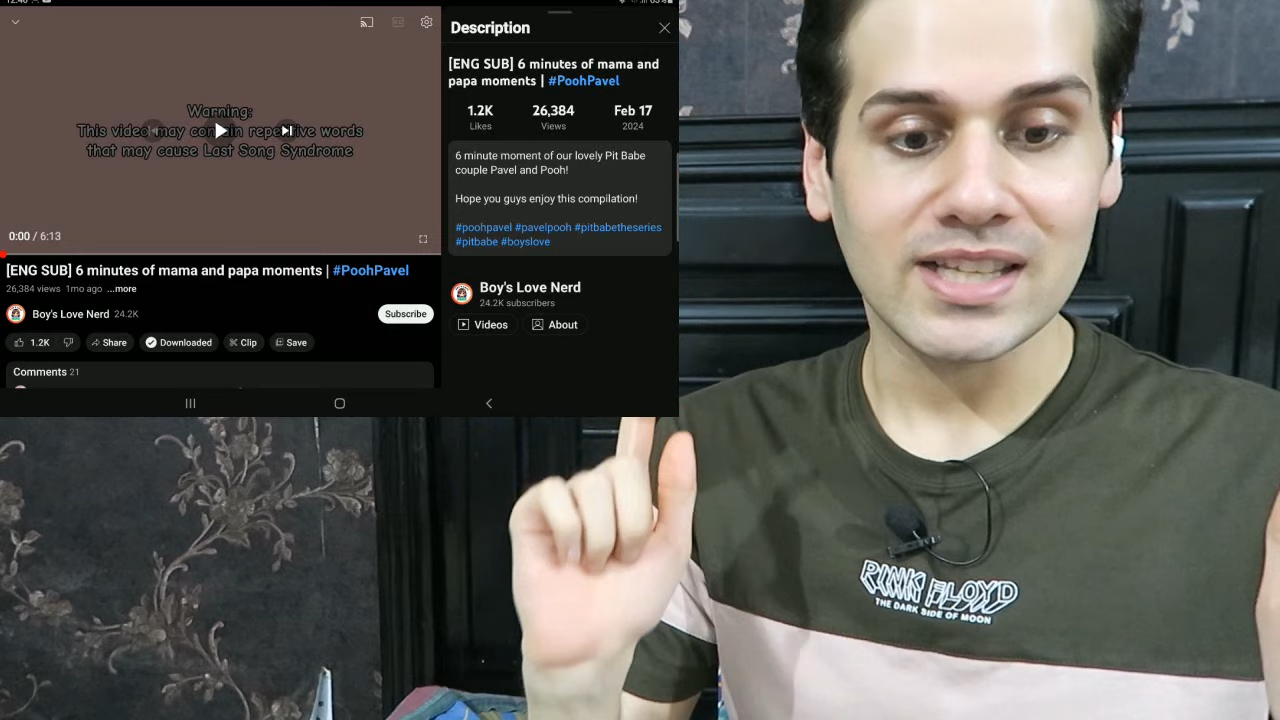 Warning:
This video may contain repetitive words
that may cause Last Song Syndrome
0:00 / 6:13
[ENG SUB] 6 minutes of mama and papa moments | #PoohPavel
26,384 views 1mo ago ...more
Boy's Love Nerd 24.2K
Subscribe
1.2K
Share
Downloaded
Clip
Save
Comments 21
Description
[ENG SUB] 6 minutes of mama and
papa moments | #PoohPavel
1.2K 26,384 Feb 17
Likes Views 2024
6 minute moment of our lovely Pit Babe
couple Pavel and Pooh!
Hope you guys enjoy this compilation!
#poohpavel #pavelpooh #pitbabetheseries
#pitbabe #boyslove
Boy's Love Nerd
24.2K subscribers
Videos About
PINK FLOYD
THE DARK SIDE OF MOON